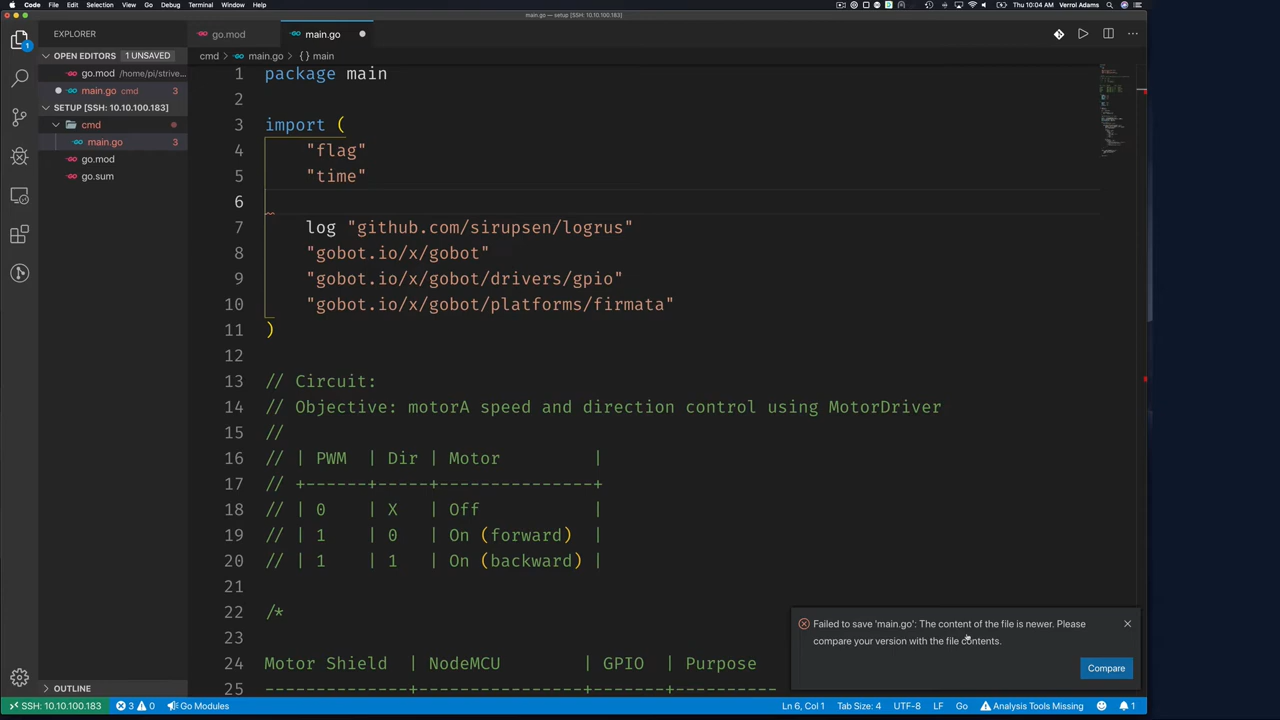 Code File Edit Selection View Go Debug Terminal Window Help
Thu 10:04 AM Verrol Adams
main.go — setup [SSH: 10.10.100.183]
EXPLORER
go.mod
main.go
OPEN EDITORS 1 UNSAVED
cmd main.go {} main
go.mod /home/pi/strive...
main.go cmd 3
SETUP [SSH: 10.10.100.183]
cmd
main.go 3
go.mod
go.sum
1 package main
2
3 import (
4 "flag"
5 "time"
6
7 log "github.com/sirupsen/logrus"
8 "gobot.io/x/gobot"
9 "gobot.io/x/gobot/drivers/gpio"
10 "gobot.io/x/gobot/platforms/firmata"
11 )
12
13 // Circuit:
14 // Objective: motorA speed and direction control using MotorDriver
15 //
16 // | PWM | Dir | Motor |
17 // +------+-----+---------------+
18 // | 0 | X | Off |
19 // | 1 | 0 | On (forward) |
20 // | 1 | 1 | On (backward) |
21
22 /*
23
24 Motor Shield | NodeMCU | GPIO | Purpose
25 ---------------+----------------+-------+----------
Failed to save 'main.go': The content of the file is newer. Please
compare your version with the file contents.
Compare
1
OUTLINE
SSH: 10.10.100.183 3 0 Go Modules
Ln 6, Col 1 Tab Size: 4 UTF-8 LF Go Analysis Tools Missing 1